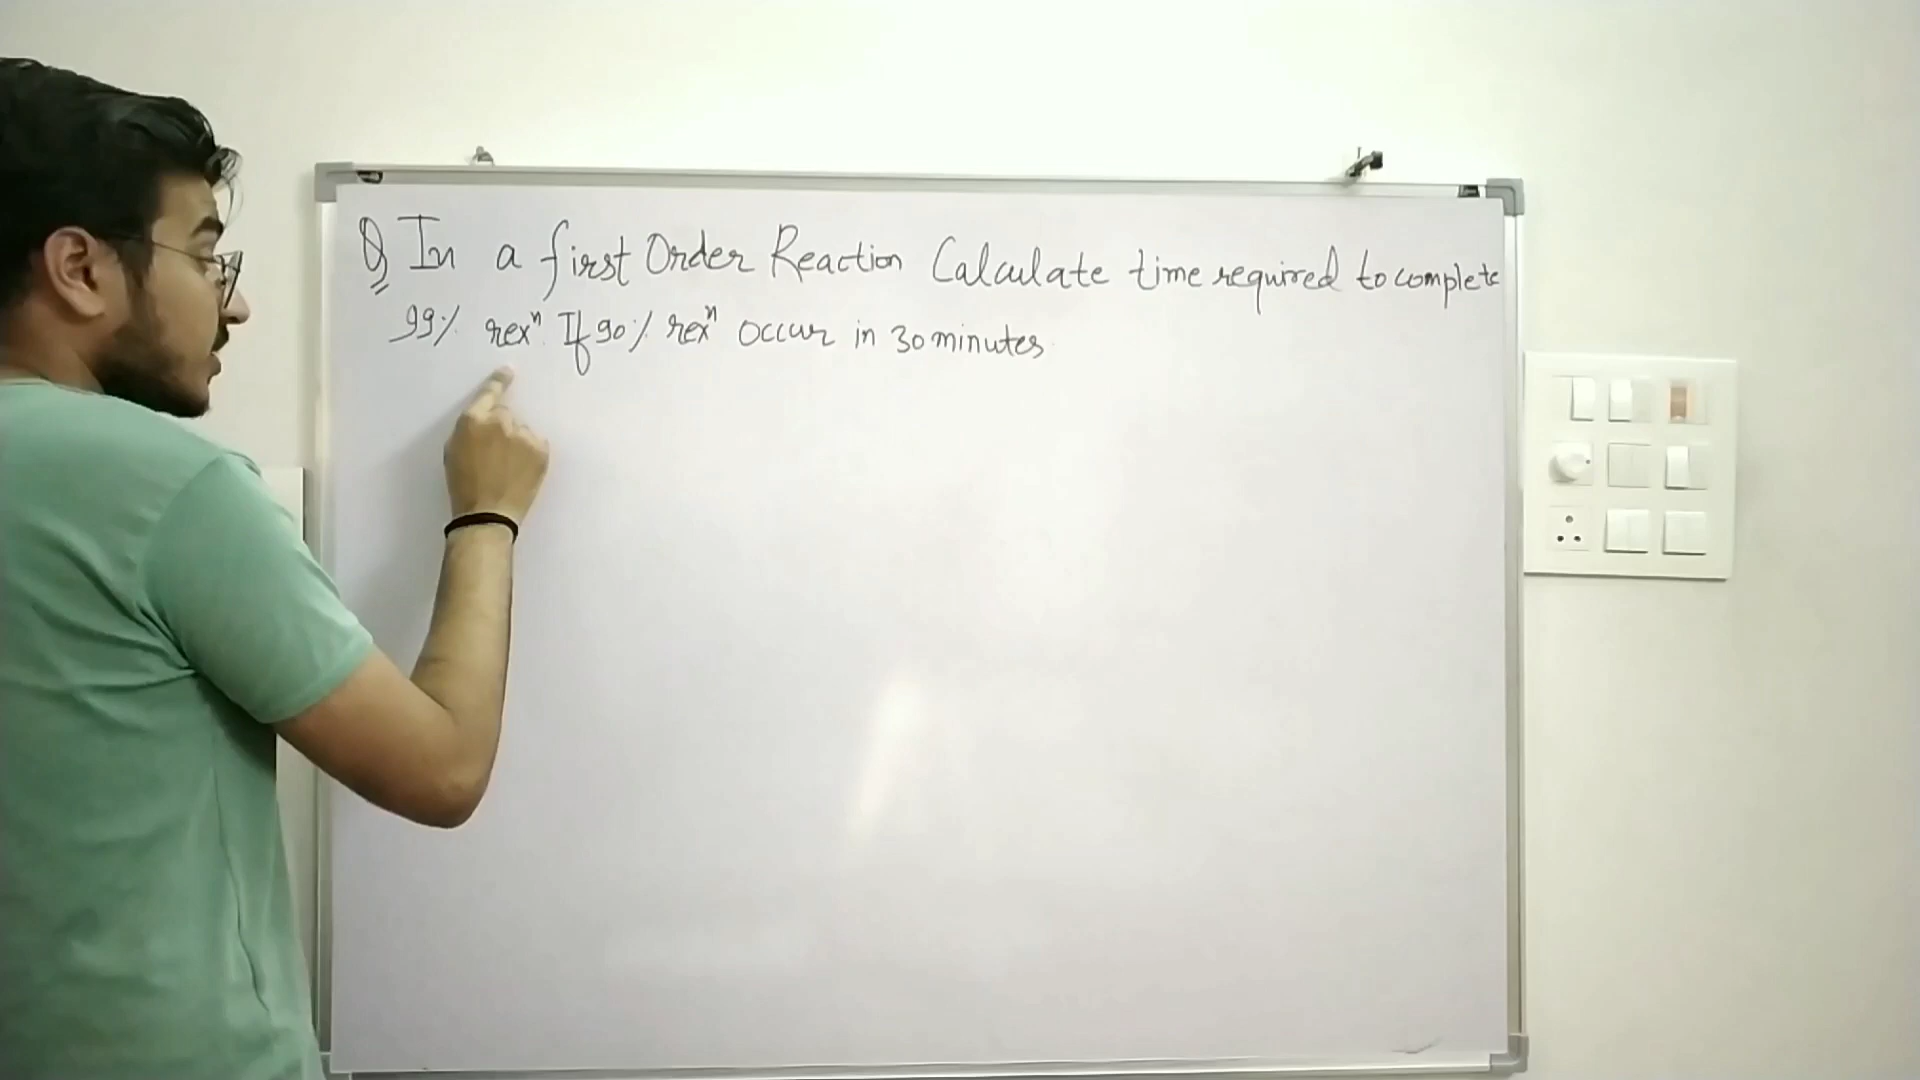 Q In a first Order Reaction Calculate time required to complete
99% rexⁿ. If 90% rexⁿ occur in 30 minutes.